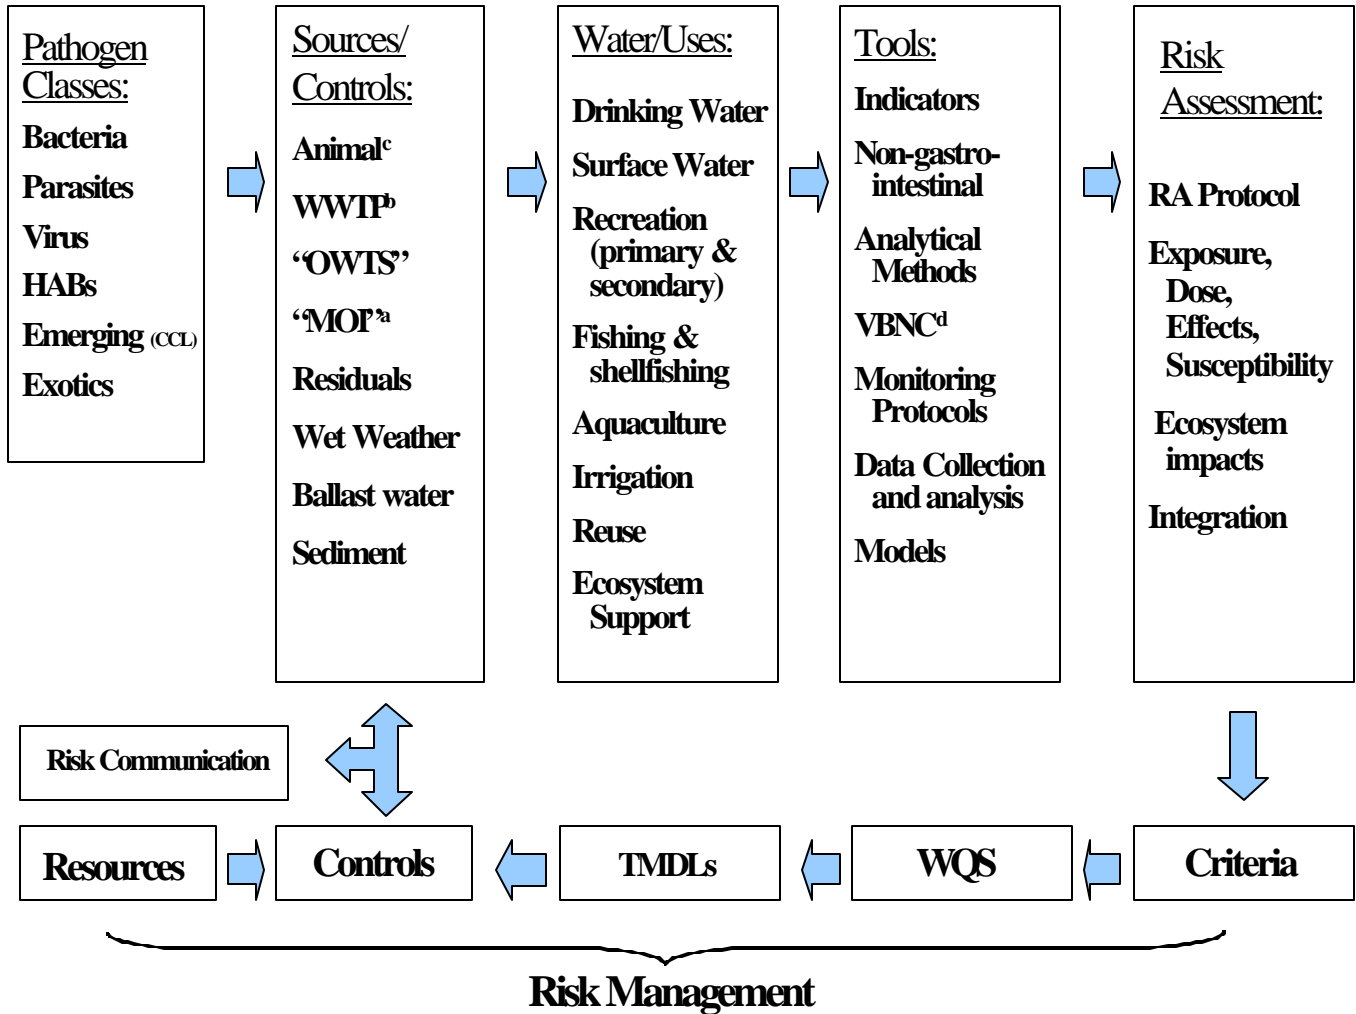 Pathogen
Classes:
Bacteria
Parasites
Virus
HABs
Emerging (CCL)
Exotics
Sources/
Controls:
Animalᶜ
WWTPᵇ
“OWTS”
“MOI”ᵃ
Residuals
Wet Weather
Ballast water
Sediment
Water/Uses:
Drinking Water
Surface Water
Recreation
(primary &
secondary)
Fishing &
shellfishing
Aquaculture
Irrigation
Reuse
Ecosystem
Support
Tools:
Indicators
Non-gastro-
intestinal
Analytical
Methods
VBNCᵈ
Monitoring
Protocols
Data Collection
and analysis
Models
Risk
Assessment:
RA Protocol
Exposure,
Dose,
Effects,
Susceptibility
Ecosystem
impacts
Integration
Risk Communication
Resources
Controls
TMDLs
WQS
Criteria
Risk Management